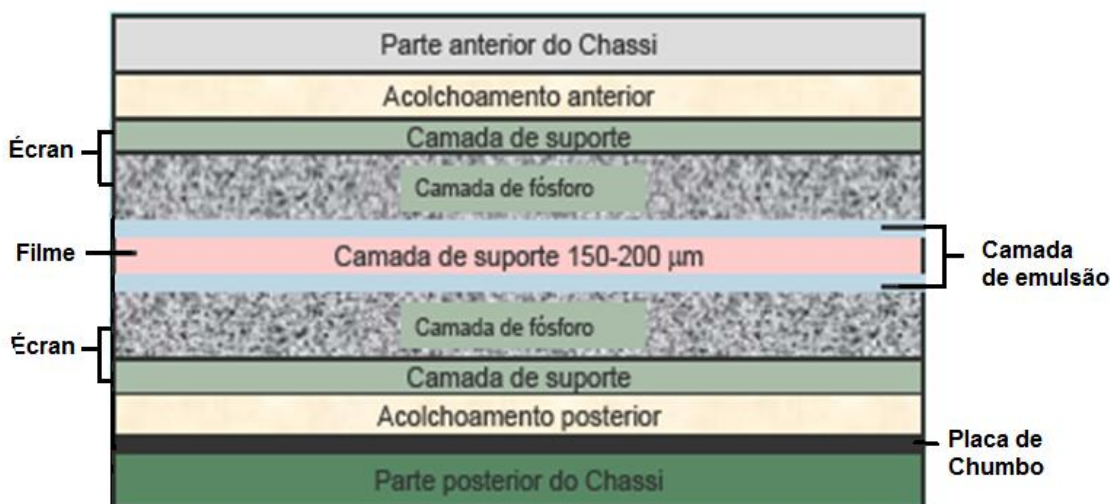 Parte anterior do Chassi
Acolchoamento anterior
Écran
Camada de suporte
Camada de fósforo
Filme
Camada de suporte 150-200 µm
Camada
de emulsão
Camada de fósforo
Écran
Camada de suporte
Acolchoamento posterior
Placa de
Chumbo
Parte posterior do Chassi